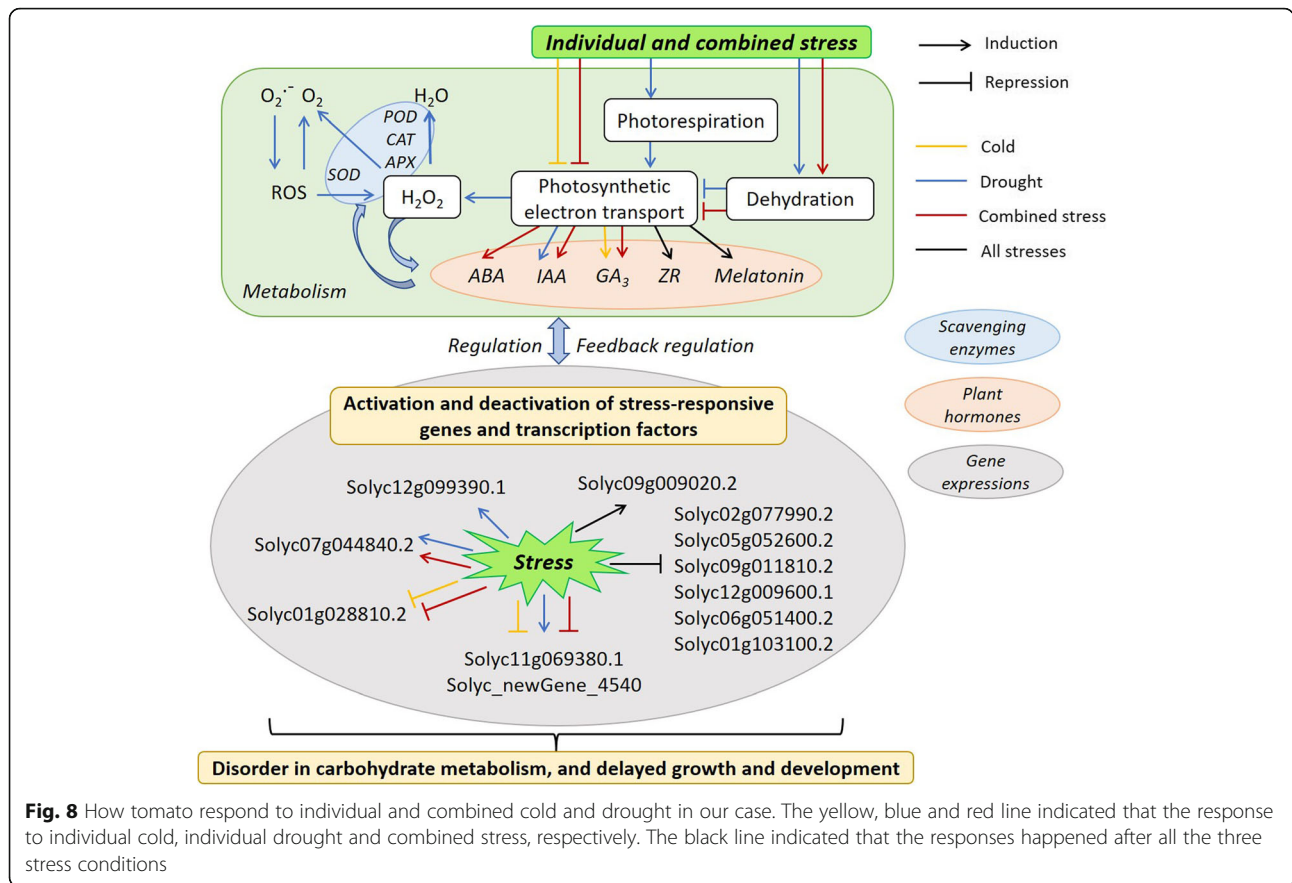 Individual and combined stress
Induction
Repression
O₂·⁻ O₂
H₂O
POD
CAT
APX
SOD
ROS
H₂O₂
Photorespiration
Photosynthetic
electron transport
Dehydration
Cold
Drought
Combined stress
All stresses
ABA IAA GA₃ ZR Melatonin
Metabolism
Scavenging
enzymes
Plant
hormones
Gene
expressions
Regulation Feedback regulation
Activation and deactivation of stress-responsive
genes and transcription factors
Solyc12g099390.1
Solyc09g009020.2
Solyc07g044840.2
Solyc02g077990.2
Solyc05g052600.2
Solyc09g011810.2
Solyc12g009600.1
Solyc06g051400.2
Solyc01g103100.2
Stress
Solyc01g028810.2
Solyc11g069380.1
Solyc_newGene_4540
Disorder in carbohydrate metabolism, and delayed growth and development
Fig. 8 How tomato respond to individual and combined cold and drought in our case. The yellow, blue and red line indicated that the response
to individual cold, individual drought and combined stress, respectively. The black line indicated that the responses happened after all the three
stress conditions